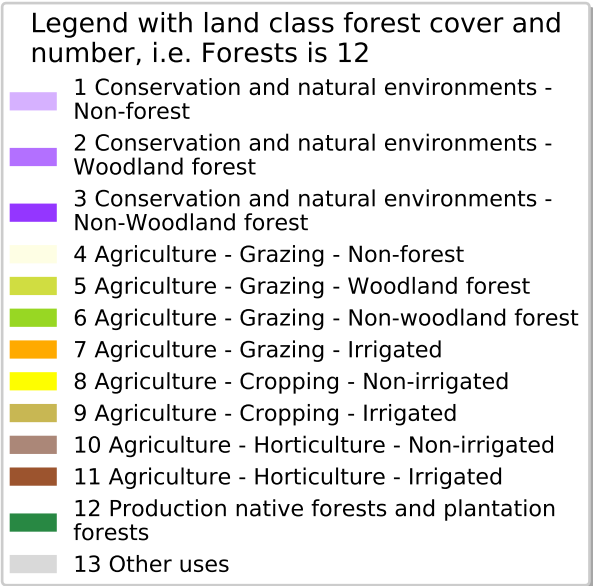 Legend with land class forest cover and
number, i.e. Forests is 12
1 Conservation and natural environments -
Non-forest
2 Conservation and natural environments -
Woodland forest
3 Conservation and natural environments -
Non-Woodland forest
4 Agriculture - Grazing - Non-forest
5 Agriculture - Grazing - Woodland forest
6 Agriculture - Grazing - Non-woodland forest
7 Agriculture - Grazing - Irrigated
8 Agriculture - Cropping - Non-irrigated
9 Agriculture - Cropping - Irrigated
10 Agriculture - Horticulture - Non-irrigated
11 Agriculture - Horticulture - Irrigated
12 Production native forests and plantation
forests
13 Other uses